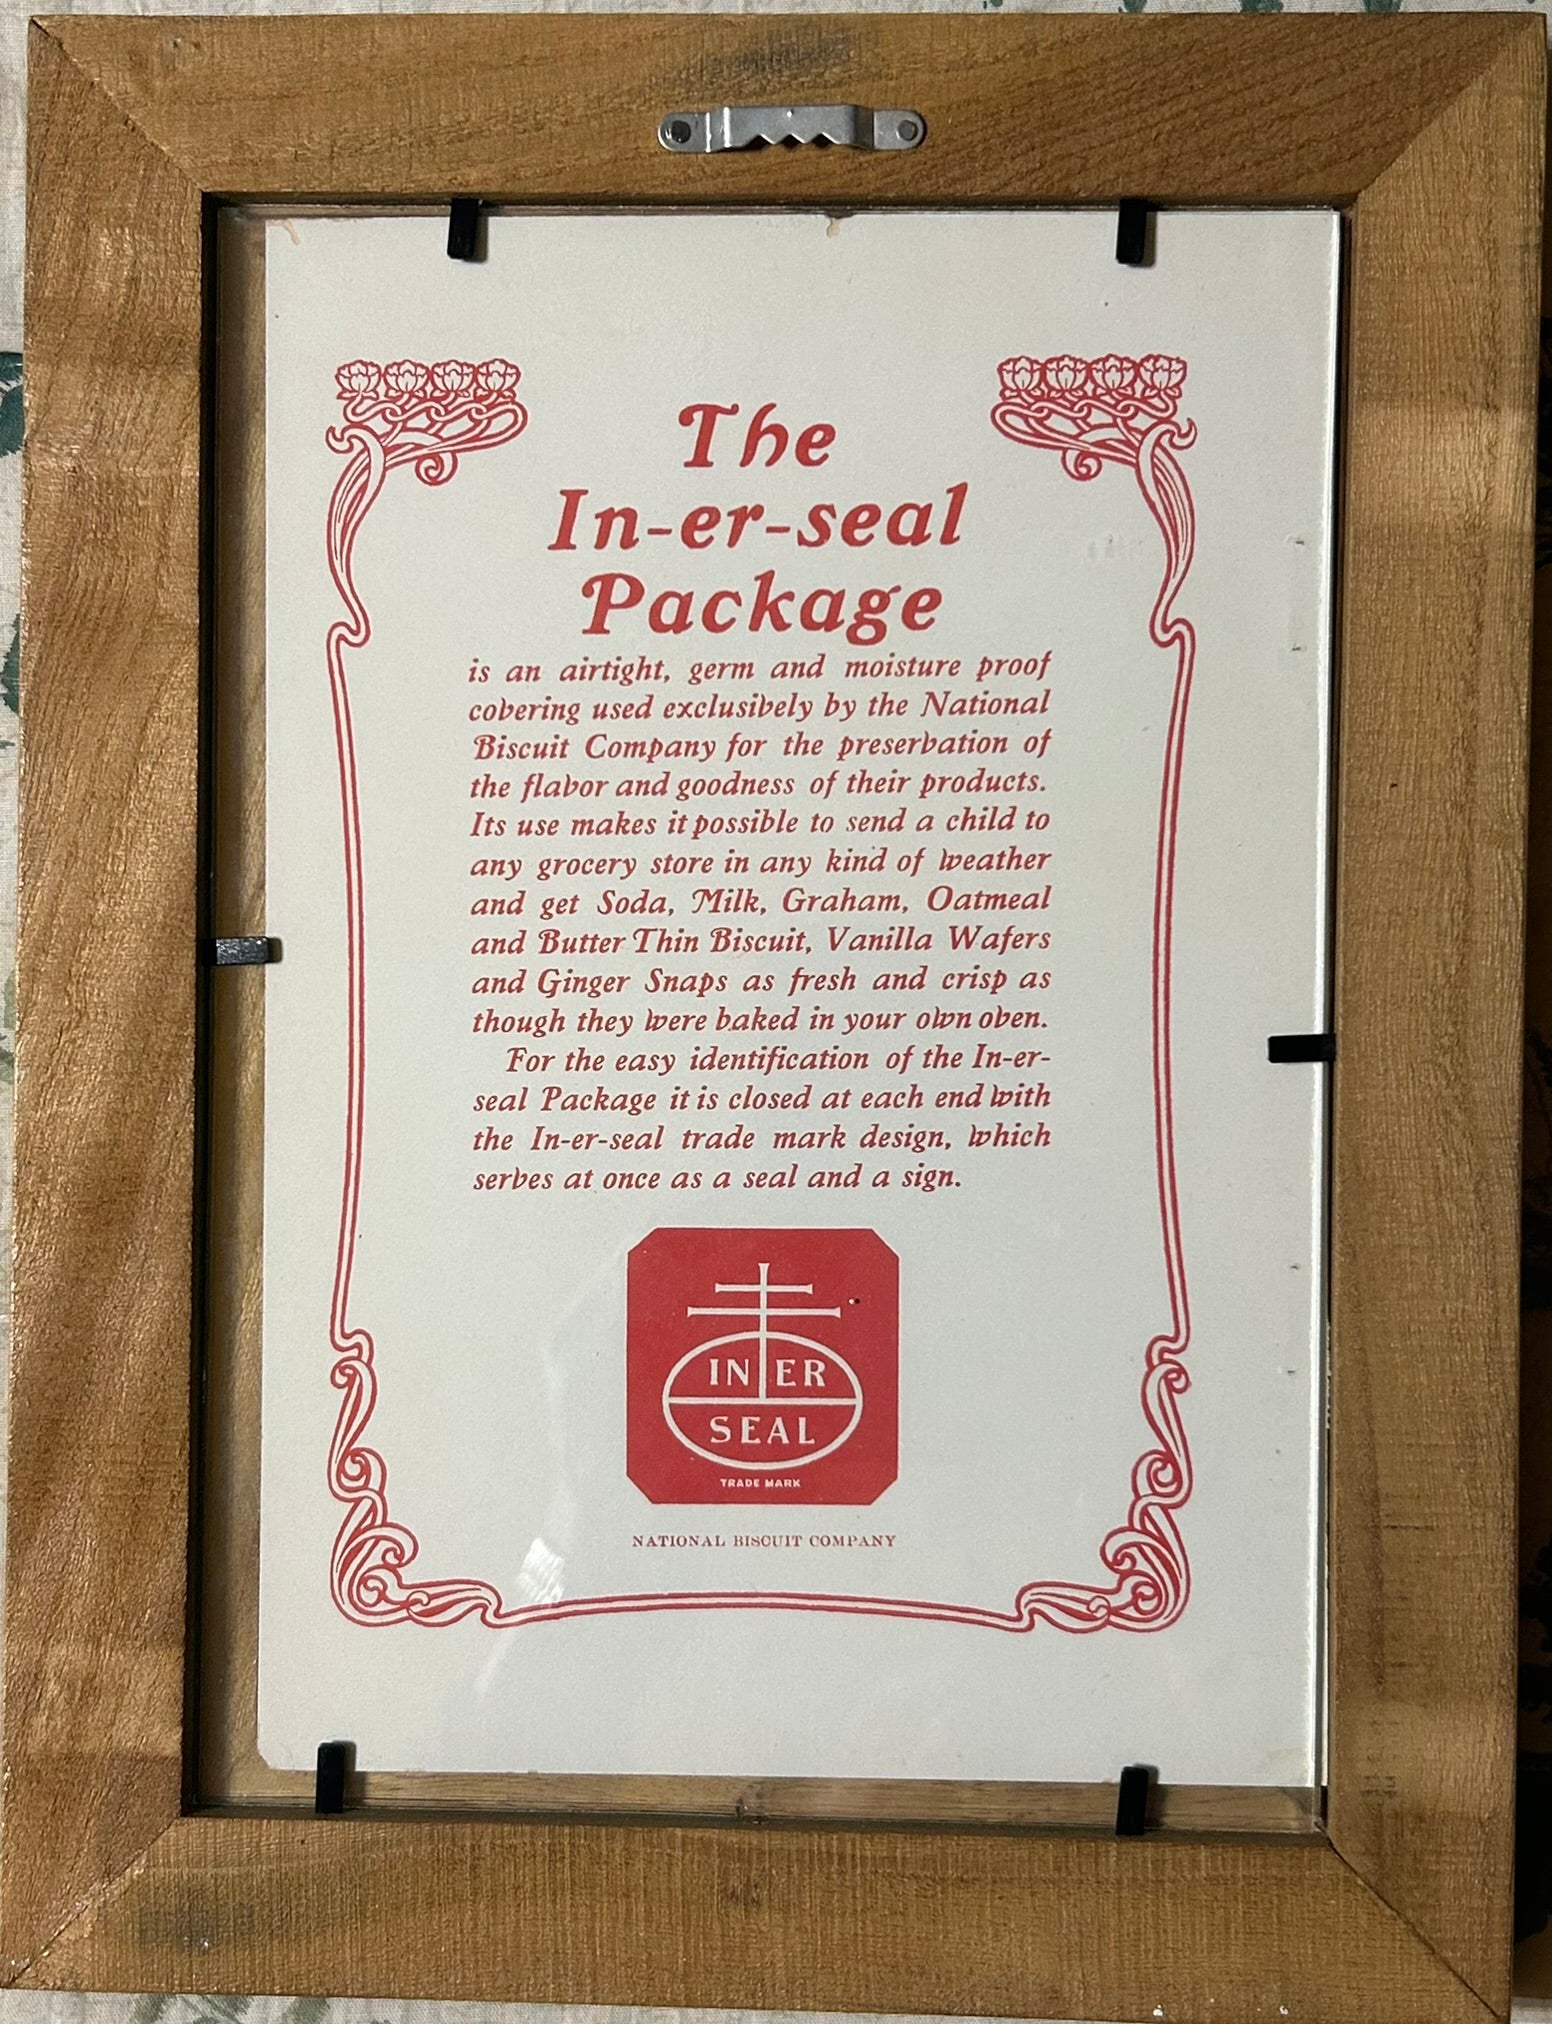 The
In-er-seal
Package
is an airtight, germ and moisture proof
covering used exclusively by the National
Biscuit Company for the preservation of
the flavor and goodness of their products.
Its use makes it possible to send a child to
any grocery store in any kind of weather
and get Soda, Milk, Graham, Oatmeal
and Butter Thin Biscuit, Vanilla Wafers
and Ginger Snaps as fresh and crisp as
though they were baked in your own oven.
For the easy identification of the In-er-
seal Package it is closed at each end with
the In-er-seal trade mark design, which
serves at once as a seal and a sign.
IN ER
SEAL
TRADE MARK
NATIONAL BISCUIT COMPANY